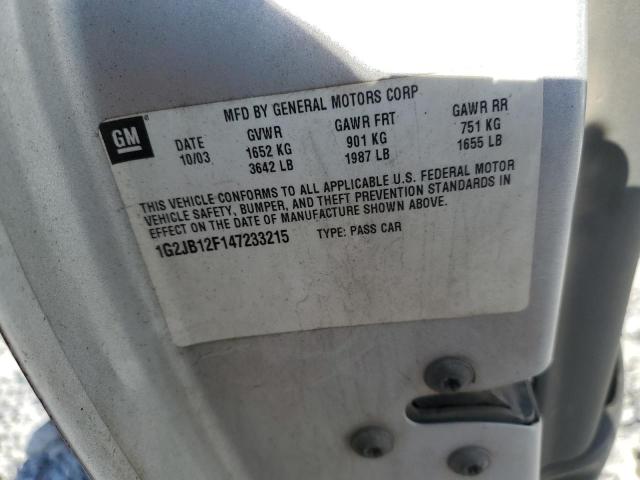 MFD BY GENERAL MOTORS CORP
GM®
DATE GVWR GAWR FRT GAWR RR
10/03 1652 KG 901 KG 751 KG
3642 LB 1987 LB 1655 LB
THIS VEHICLE CONFORMS TO ALL APPLICABLE U.S. FEDERAL MOTOR
VEHICLE SAFETY, BUMPER, AND THEFT PREVENTION STANDARDS IN
EFFECT ON THE DATE OF MANUFACTURE SHOWN ABOVE.
1G2JB12F147233215 TYPE: PASS CAR